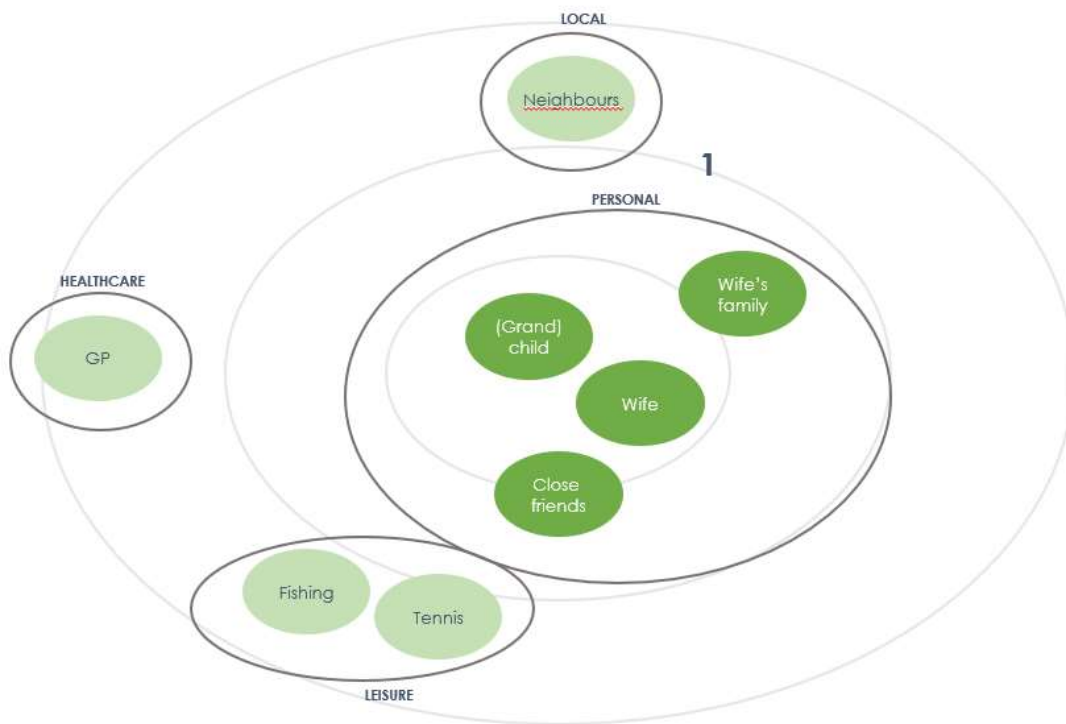 LOCAL
Neighbours
1
PERSONAL
HEALTHCARE
Wife's
family
(Grand)
child
GP
Wife
Close
friends
Fishing
Tennis
LEISURE